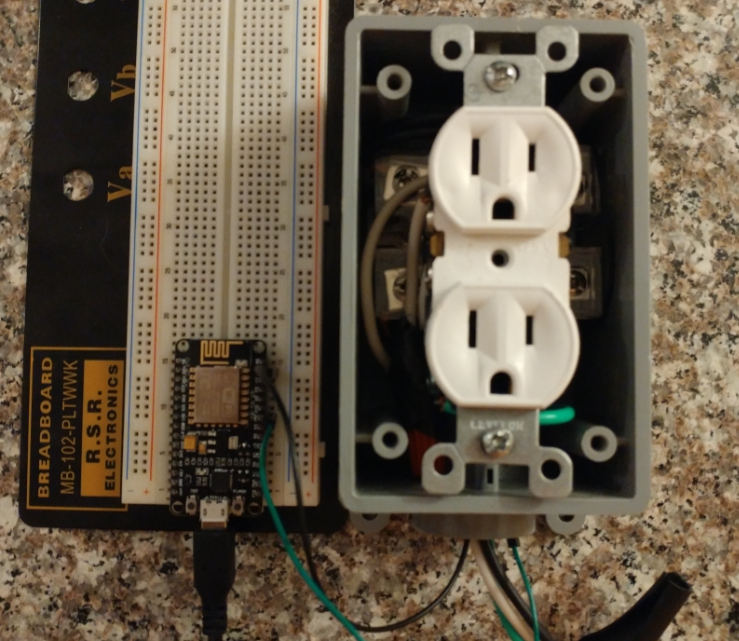 Vb
Va
BREADBOARD
MB-102-PLTWWK
R.S.R.
ELECTRONICS
LEVITON